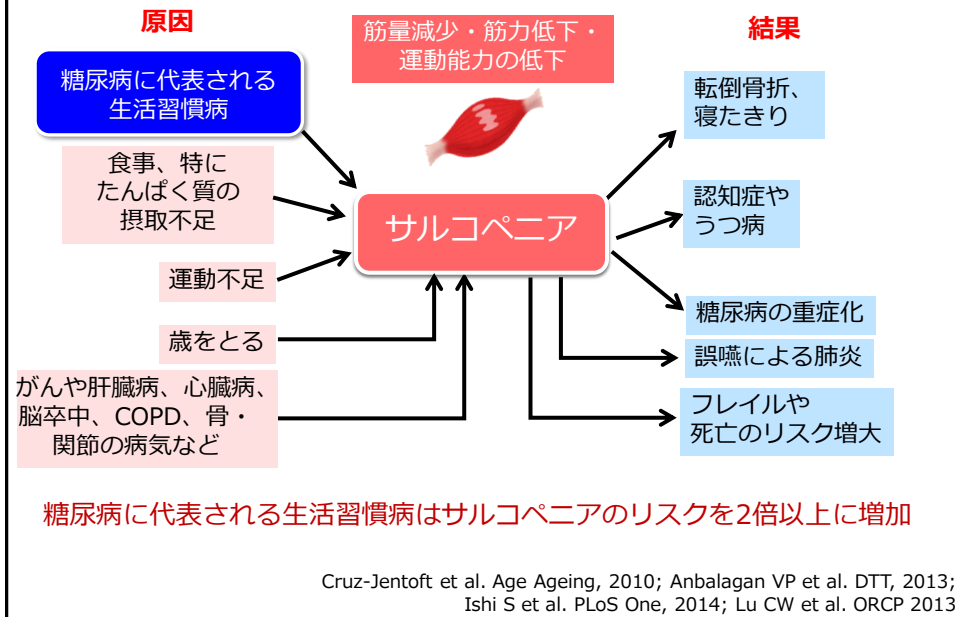 原因
筋量減少・筋力低下・
運動能力の低下
結果
糖尿病に代表される
生活習慣病
転倒骨折、
寝たきり
食事、特に
たんぱく質の
摂取不足
サルコペニア
認知症や
うつ病
運動不足
糖尿病の重症化
歳をとる
誤嚥による肺炎
がんや肝臓病、心臓病、
脳卒中、COPD、骨・
関節の病気など
フレイルや
死亡のリスク増大
糖尿病に代表される生活習慣病はサルコペニアのリスクを2倍以上に増加
Cruz-Jentoft et al. Age Ageing, 2010; Anbalagan VP et al. DTT, 2013;
Ishi S et al. PLoS One, 2014; Lu CW et al. ORCP 2013